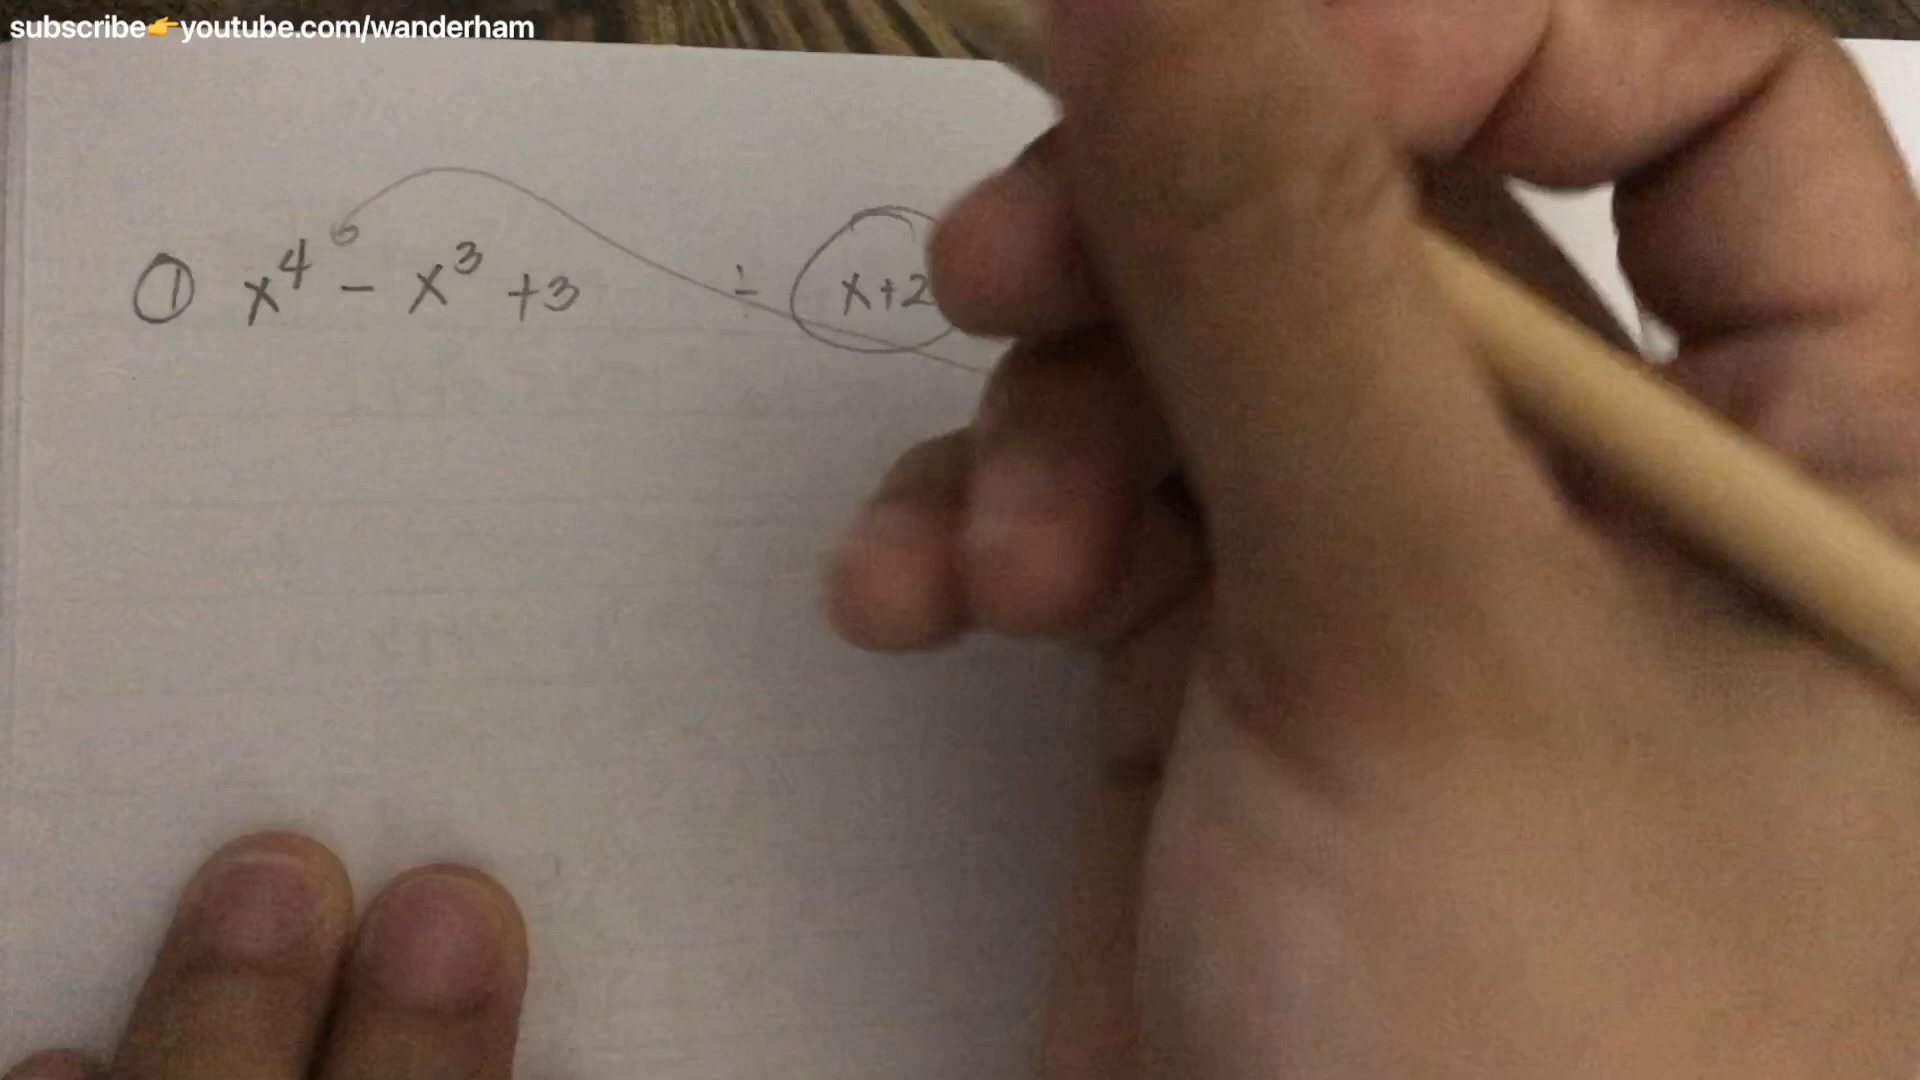 subscribe👉youtube.com/wanderham
① x⁴ - x³ +3 ÷ x+2